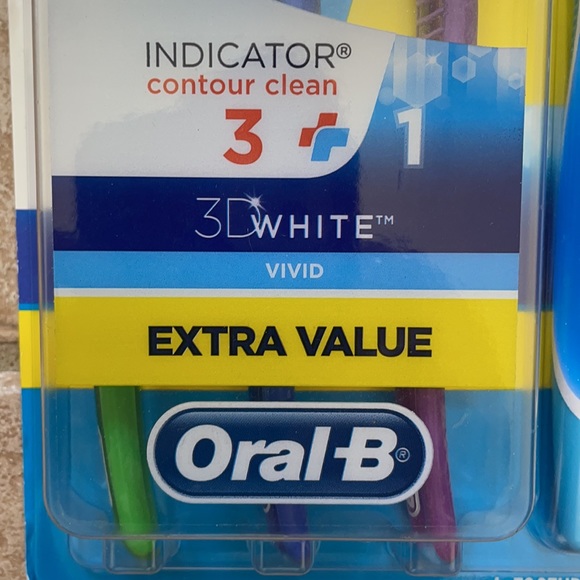 INDICATOR®
contour clean
3 + 1
3DWHITE™
VIVID
EXTRA VALUE
Oral-B®